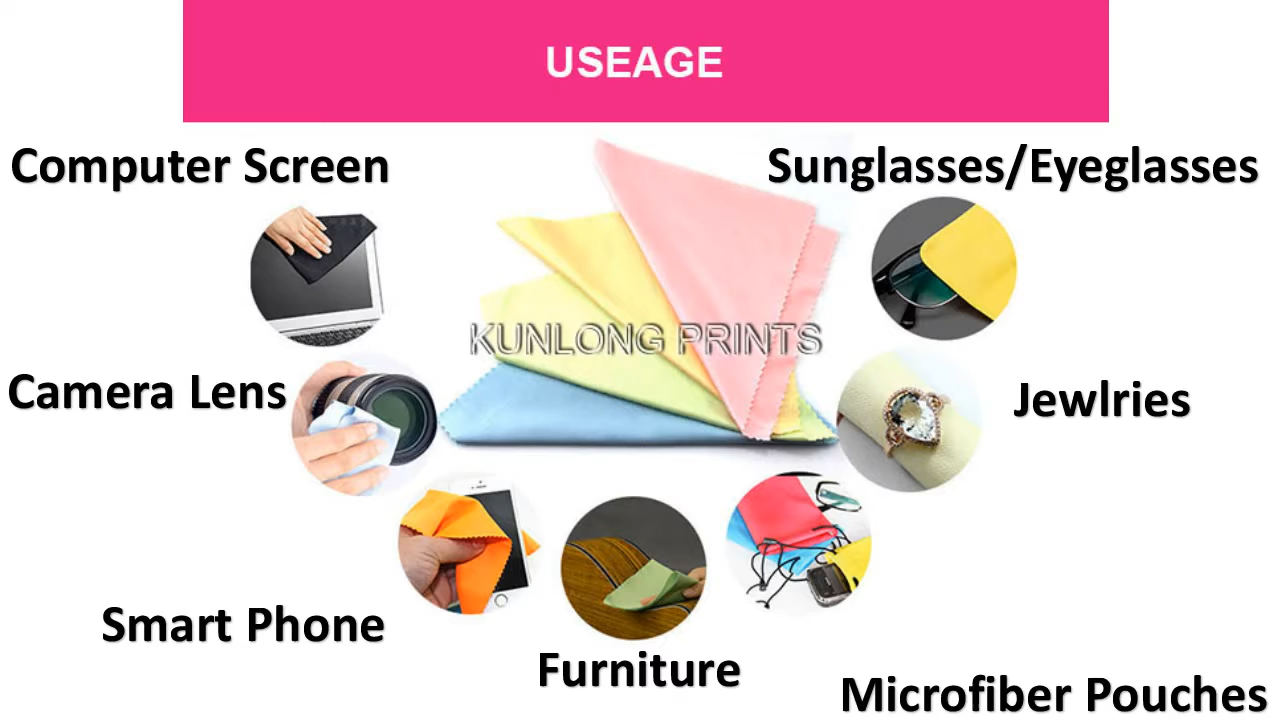 USEAGE
Computer Screen
Sunglasses/Eyeglasses
KUNLONG PRINTS
Camera Lens
Jewlries
Smart Phone
Furniture
Microfiber Pouches